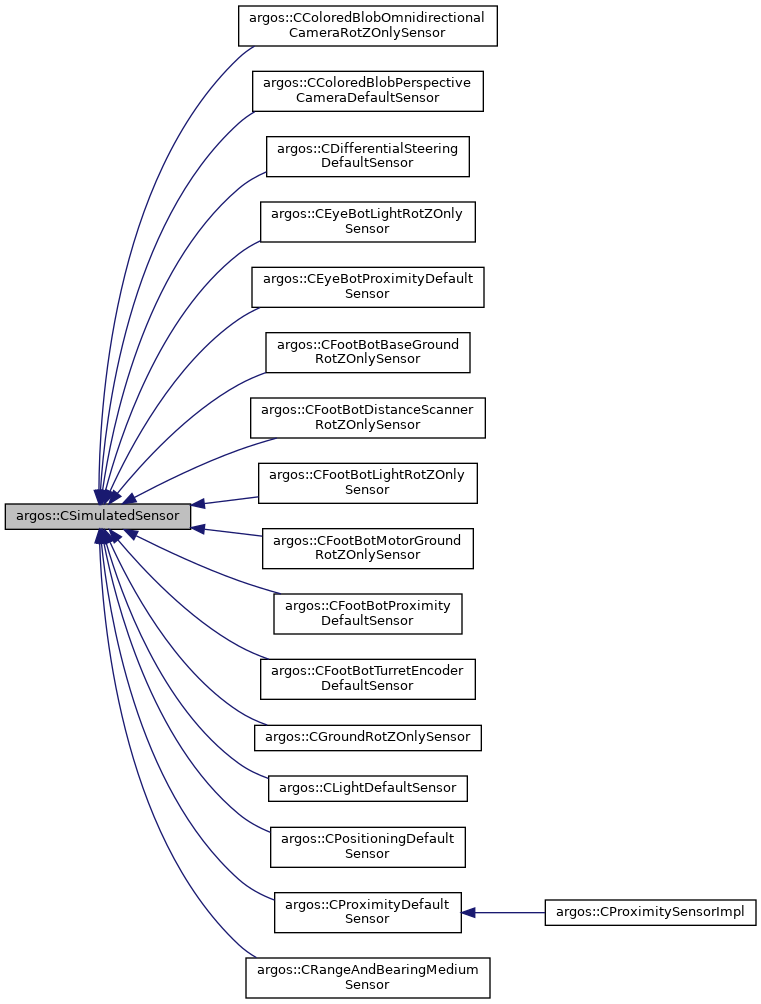 argos::CColoredBlobOmnidirectional
CameraRotZOnlySensor
argos::CColoredBlobPerspective
CameraDefaultSensor
argos::CDifferentialSteering
DefaultSensor
argos::CEyeBotLightRotZOnly
Sensor
argos::CEyeBotProximityDefault
Sensor
argos::CFootBotBaseGround
RotZOnlySensor
argos::CFootBotDistanceScanner
RotZOnlySensor
argos::CFootBotLightRotZOnly
Sensor
argos::CSimulatedSensor
argos::CFootBotMotorGround
RotZOnlySensor
argos::CFootBotProximity
DefaultSensor
argos::CFootBotTurretEncoder
DefaultSensor
argos::CGroundRotZOnlySensor
argos::CLightDefaultSensor
argos::CPositioningDefault
Sensor
argos::CProximityDefault
Sensor
argos::CProximitySensorImpl
argos::CRangeAndBearingMedium
Sensor